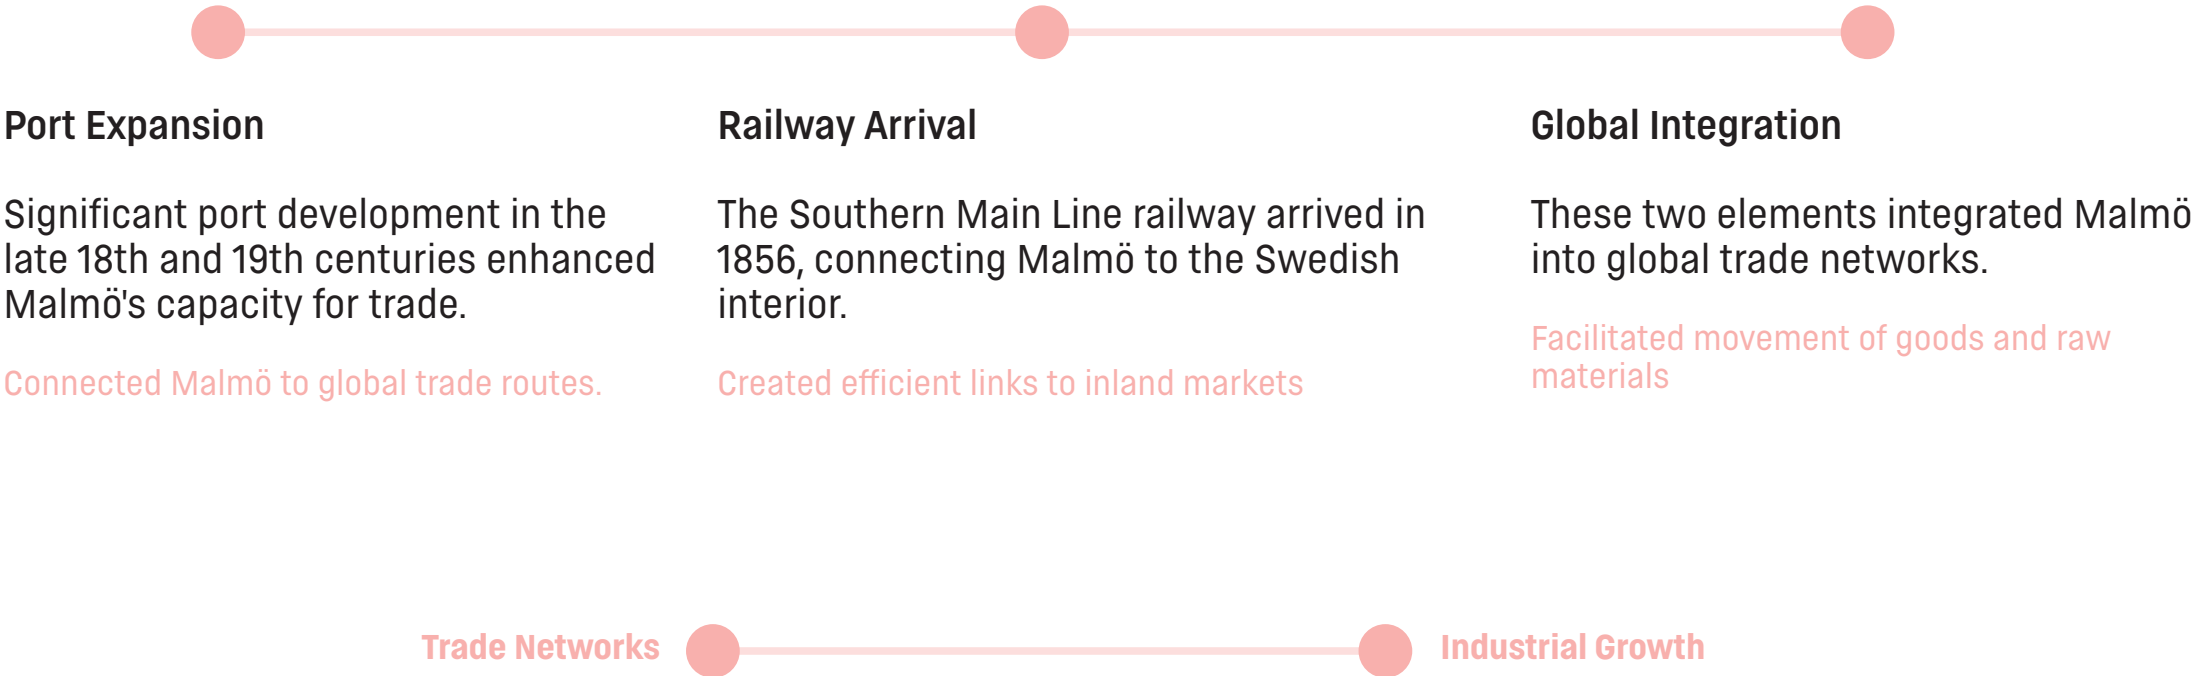 Port Expansion
Significant port development in the
late 18th and 19th centuries enhanced
Malmö's capacity for trade.
Connected Malmö to global trade routes.
Railway Arrival
The Southern Main Line railway arrived in
1856, connecting Malmö to the Swedish
interior.
Created efficient links to inland markets
Global Integration
These two elements integrated Malmö
into global trade networks.
Facilitated movement of goods and raw
materials
Trade Networks
Industrial Growth